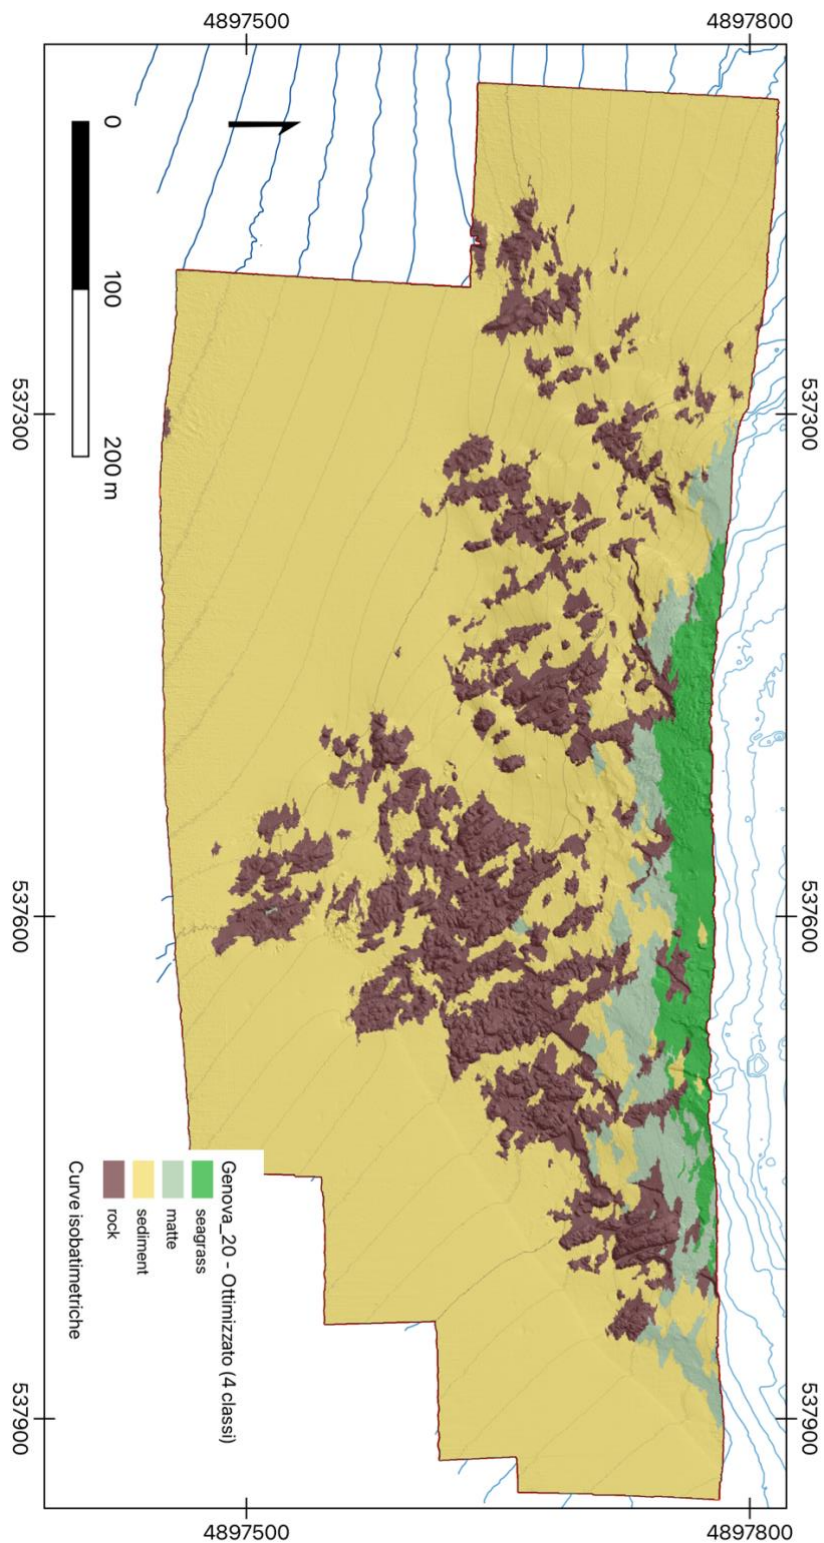 4897500
4897800
0
100
200 m
537300
537300
537600
537600
537900
537900
Genova_20 - Ottimizzato (4 classi)
seagrass
matte
sediment
rock
Curve isobatimetriche
4897500
4897800